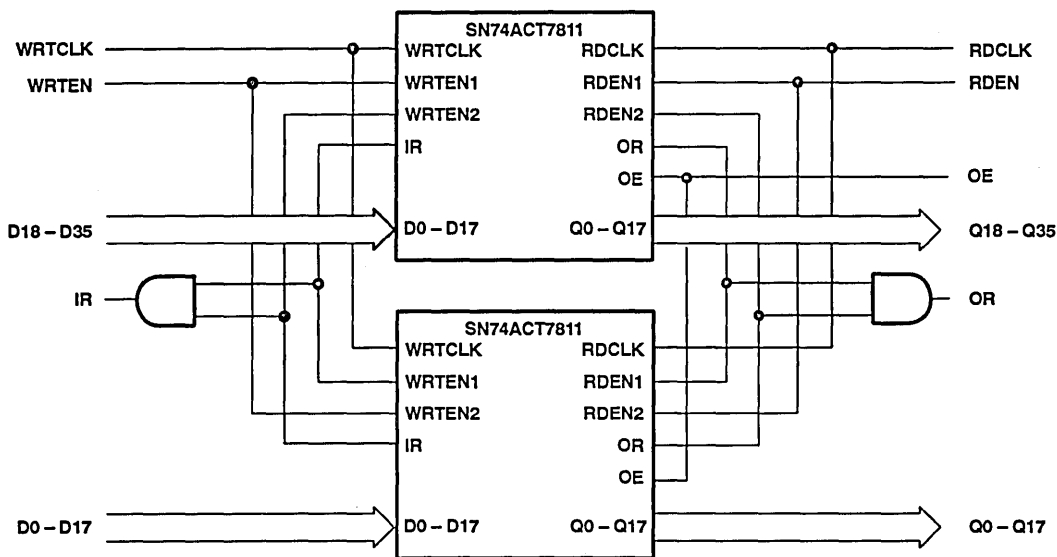 SN74ACT7811
WRTCLK WRTCLK RDCLK RDCLK
WRTEN WRTEN1 RDEN1 RDEN
WRTEN2 RDEN2
IR OR
OE OE
D18 – D35 D0 – D17 Q0 – Q17 Q18 – Q35
IR OR
SN74ACT7811
WRTCLK RDCLK
WRTEN1 RDEN1
WRTEN2 RDEN2
IR OR
OE
D0 – D17 D0 – D17 Q0 – Q17 Q0 – Q17